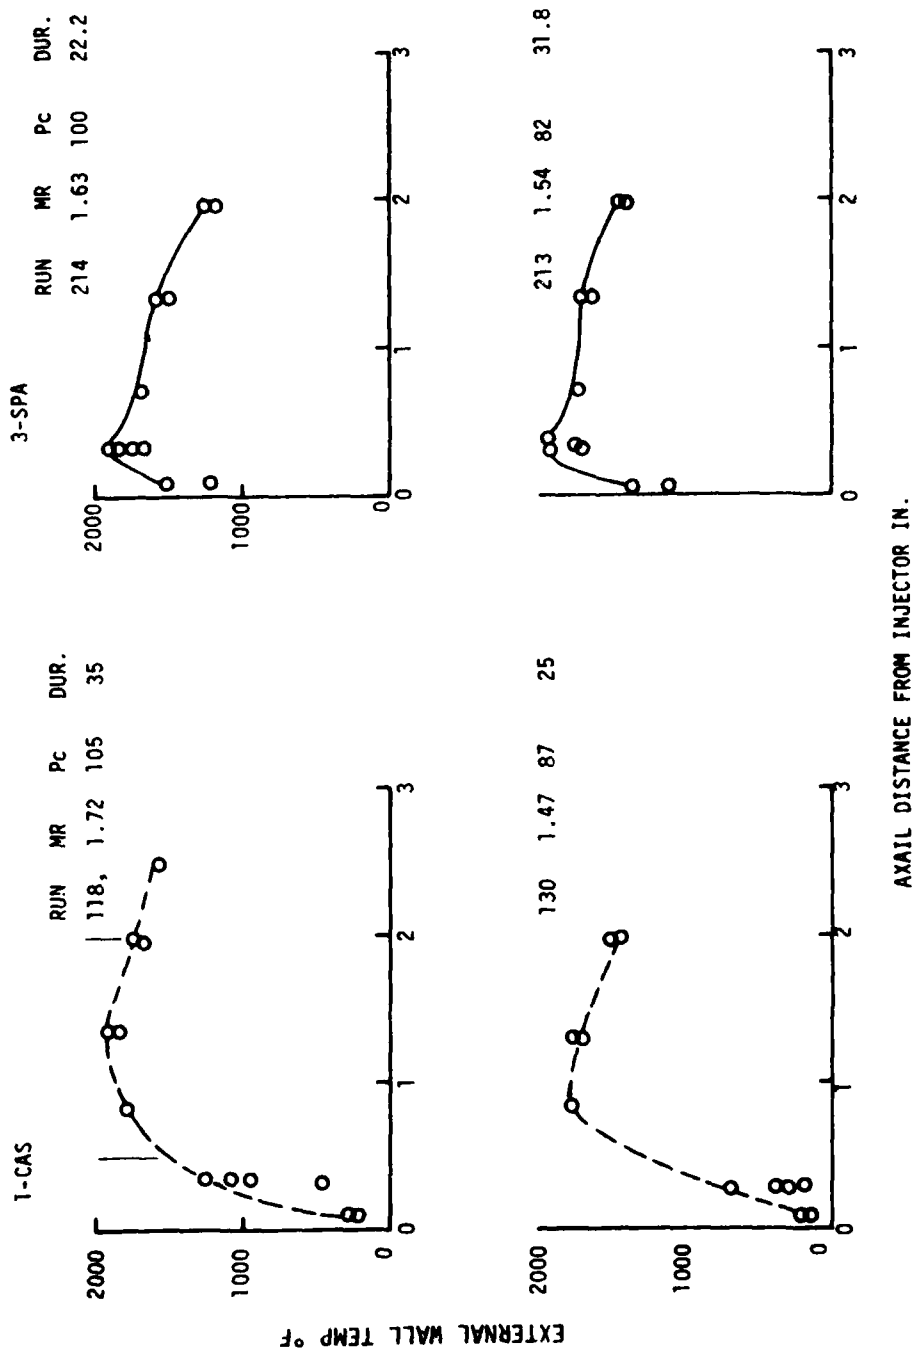 1-CAS
RUN MR Pc DUR.
118, 1.72 105 35
2000
1000
0
0 1 2 3
3-SPA
RUN MR Pc DUR.
214 1.63 100 22.2
2000
1000
0
0 1 2 3
130 1.47 87 25
2000
1000
0
0 1 2 3
213 1.54 82 31.8
0 1 2 3
EXTERNAL WALL TEMP °F
AXAIL DISTANCE FROM INJECTOR IN.